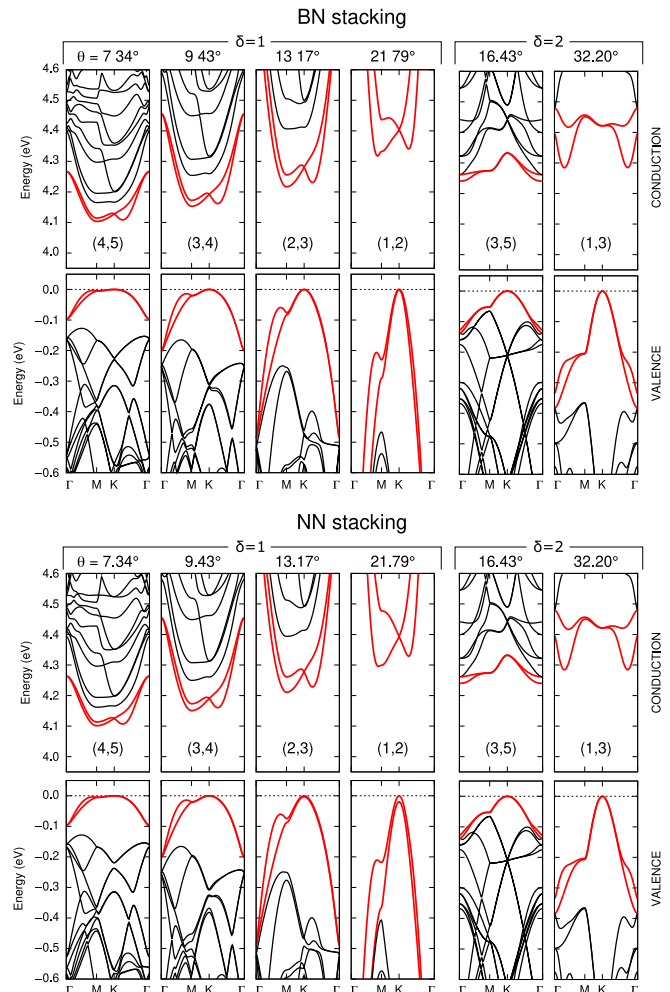 BN stacking
δ=1 δ=2
θ = 7 34° 9 43° 13 17° 21 79° 16.43° 32.20°
4.6
4.5
4.4
4.3
4.2
4.1
4.0
Energy (eV)
(4,5) (3,4) (2,3) (1,2) (3,5) (1,3)
CONDUCTION
0.0
−0.1
−0.2
−0.3
−0.4
−0.5
−0.6
Energy (eV)
VALENCE
Γ M K Γ Γ M K Γ Γ M K Γ Γ M K Γ Γ M K Γ Γ M K Γ
NN stacking
δ=1 δ=2
θ = 7.34° 9.43° 13.17° 21.79° 16.43° 32.20°
4.6
4.5
4.4
4.3
4.2
4.1
4.0
Energy (eV)
(4,5) (3,4) (2,3) (1,2) (3,5) (1,3)
CONDUCTION
0.0
−0.1
−0.2
−0.3
−0.4
−0.5
−0.6
Energy (eV)
VALENCE
Γ M K Γ Γ M K Γ Γ M K Γ Γ M K Γ Γ M K Γ Γ M K Γ